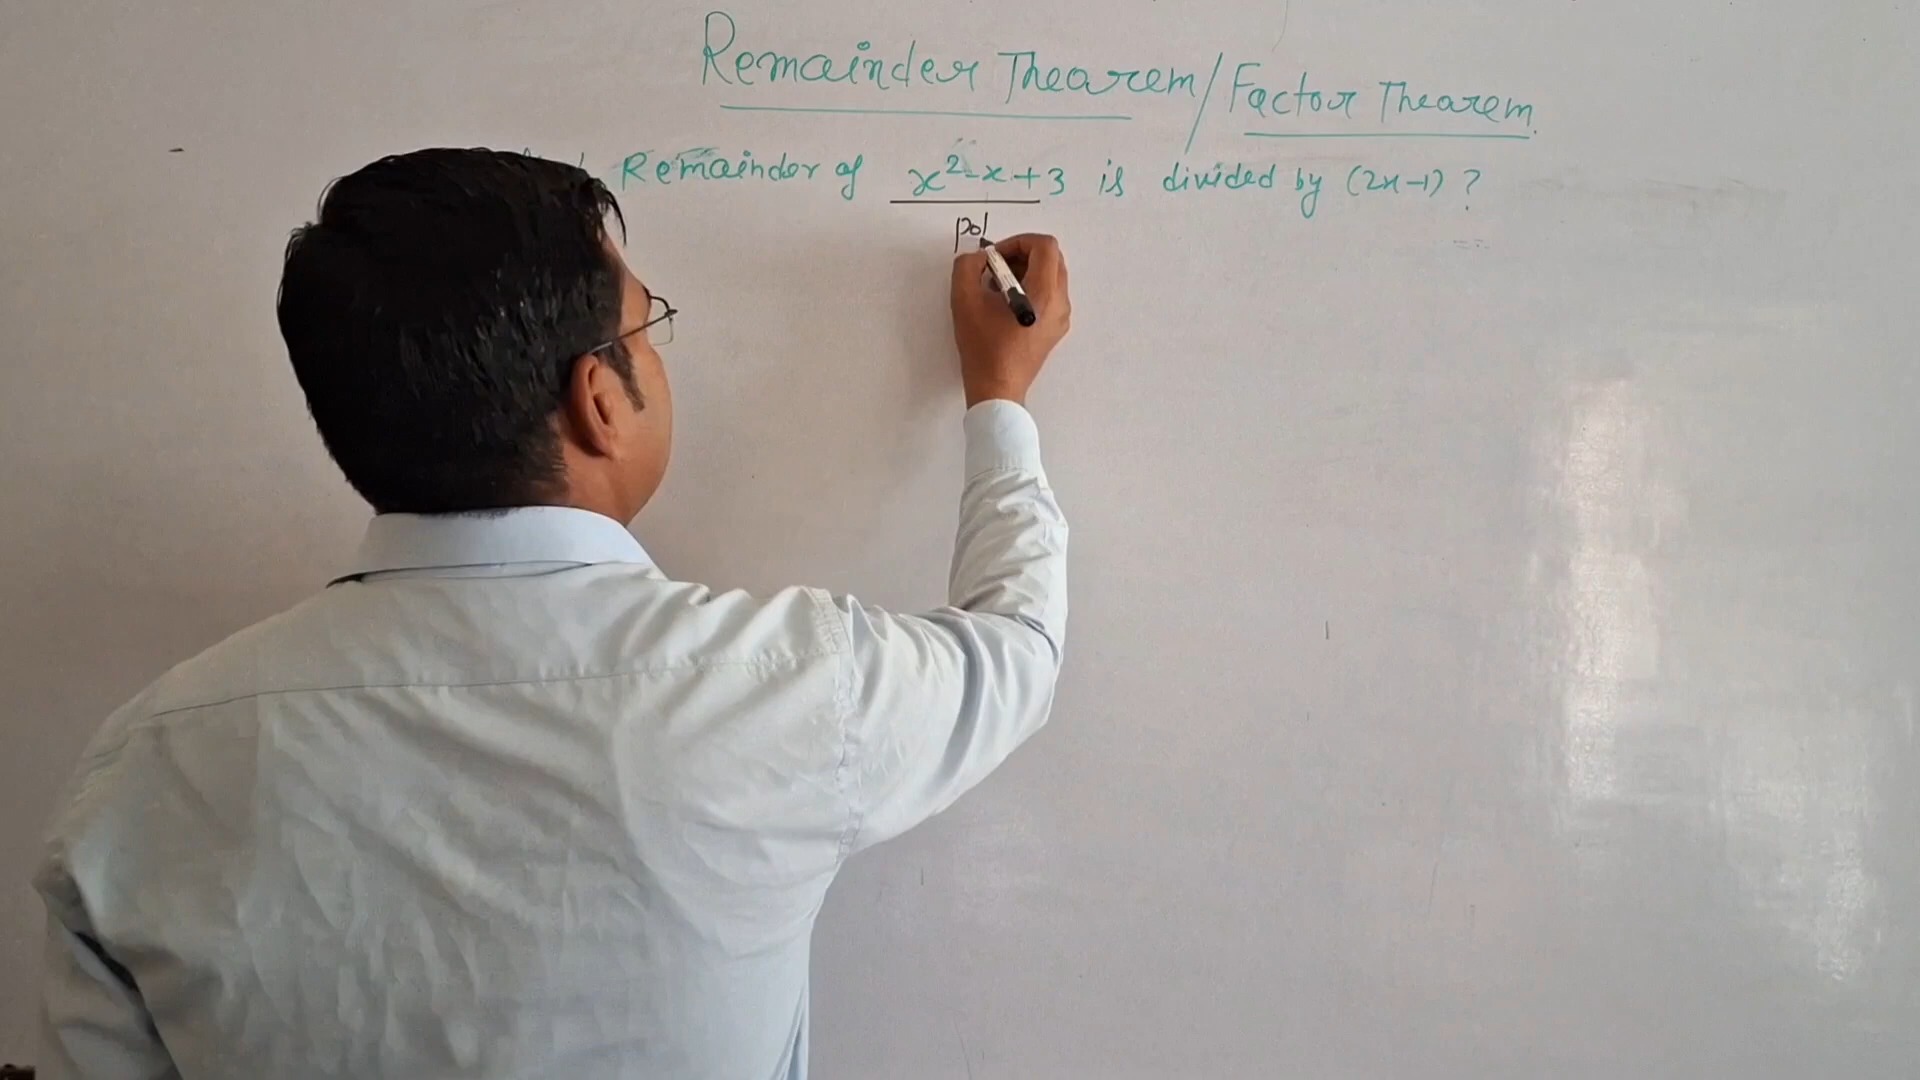 Remainder Thearem/Factor Thearem
Remainder of x²-x+3 is divided by (2x-1) ?
pol